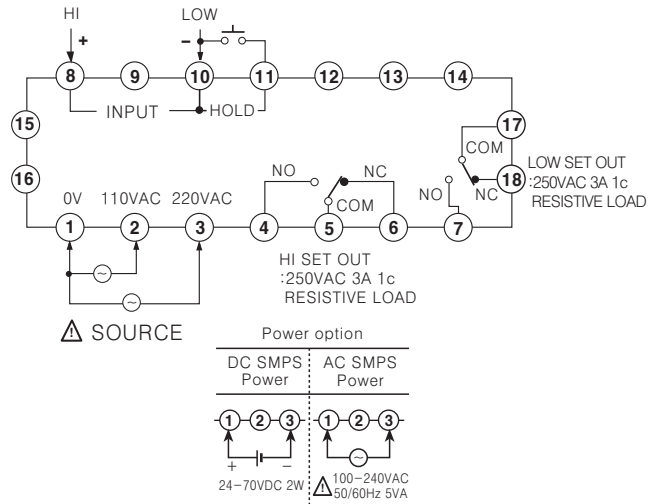 HI LOW
+ −
8 9 10 11 12 13 14
INPUT HOLD
15
17
COM
16
NO NC
NO NC
18
LOW SET OUT
:250VAC 3A 1c
RESISTIVE LOAD
COM
0V 110VAC 220VAC
1 2 3 4 5 6 7
HI SET OUT
:250VAC 3A 1c
RESISTIVE LOAD
! SOURCE
Power option
DC SMPS
Power
AC SMPS
Power
1 2 3
1 2 3
+ −
24-70VDC 2W
! 100-240VAC
50/60Hz 5VA